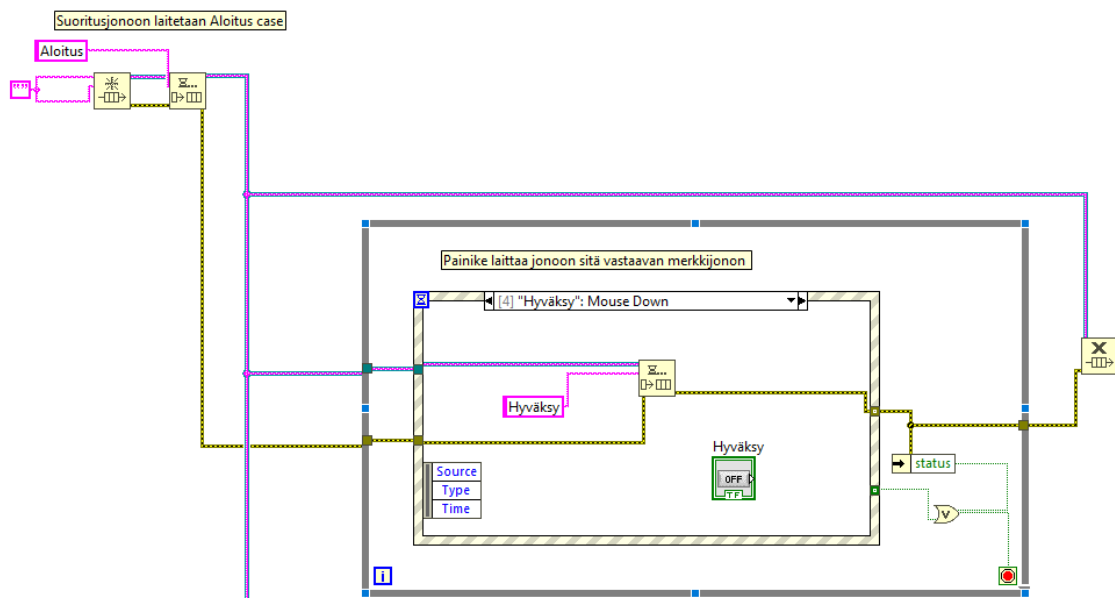 Suoritusjonoon laitetaan Aloitus case
Aloitus
""
Painike laittaa jonoon sitä vastaavan merkkijonon
[4] "Hyväksy": Mouse Down
Hyväksy
Hyväksy
OFF
TF
Source
Type
Time
status
v
i
X